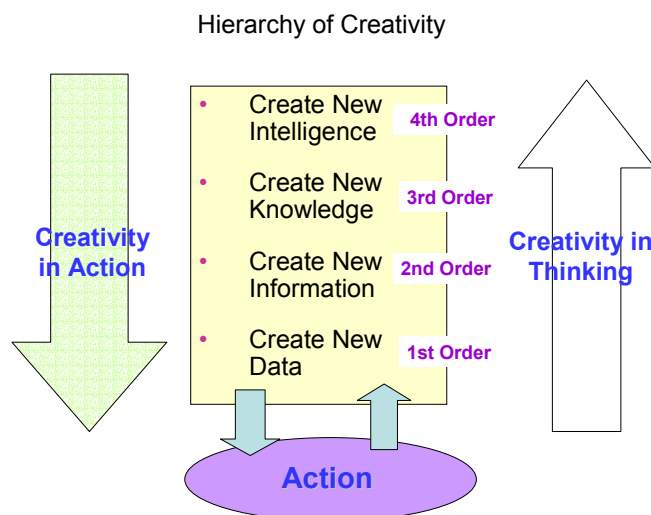 Hierarchy of Creativity
• Create New
Intelligence
4th Order
• Create New
Knowledge
3rd Order
Creativity
in Action
Creativity in
Thinking
• Create New
Information
2nd Order
• Create New
Data
1st Order
Action